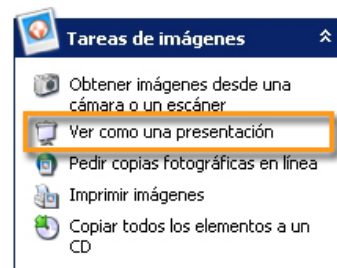 Tareas de imágenes
Obtener imágenes desde una
cámara o un escáner
Ver como una presentación
Pedir copias fotográficas en línea
Imprimir imágenes
Copiar todos los elementos a un
CD